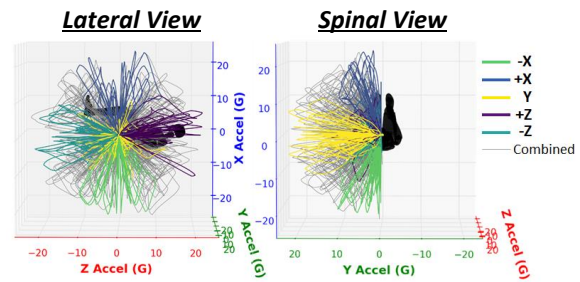 Lateral View
Spinal View
20
10
0
−10
−20
X Accel (G)
−20
−10
0
10
20
Z Accel (G)
20
Y Accel (G)
20
10
0
−10
−20
20
10
0
−10
−20
Y Accel (G)
Z Accel (G)
-X
+X
Y
+Z
-Z
Combined